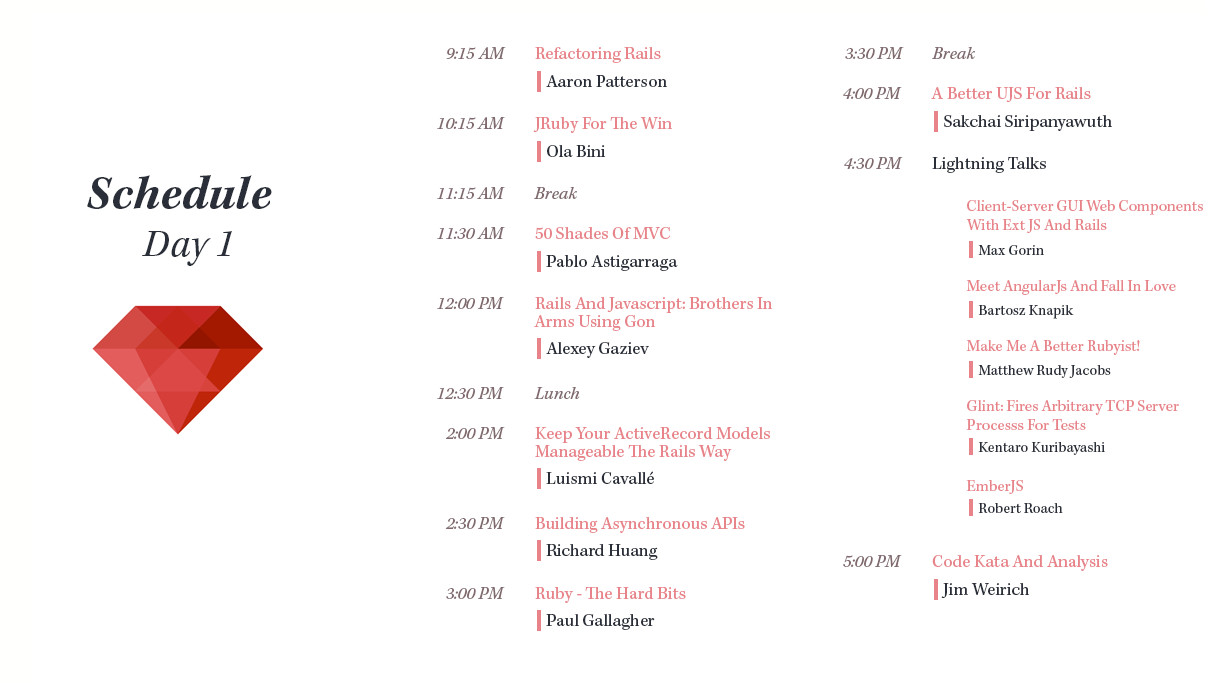 Schedule
Day 1
9:15 AM
Refactoring Rails
Aaron Patterson
10:15 AM
JRuby For The Win
Ola Bini
11:15 AM
Break
11:30 AM
50 Shades Of MVC
Pablo Astigarraga
12:00 PM
Rails And Javascript: Brothers In
Arms Using Gon
Alexey Gaziev
12:30 PM
Lunch
2:00 PM
Keep Your ActiveRecord Models
Manageable The Rails Way
Luismi Cavallé
2:30 PM
Building Asynchronous APIs
Richard Huang
3:00 PM
Ruby - The Hard Bits
Paul Gallagher
3:30 PM
Break
4:00 PM
A Better UJS For Rails
Sakchai Siripanyawuth
4:30 PM
Lightning Talks
Client-Server GUI Web Components
With Ext JS And Rails
Max Gorin
Meet AngularJs And Fall In Love
Bartosz Knapik
Make Me A Better Rubyist!
Matthew Rudy Jacobs
Glint: Fires Arbitrary TCP Server
Processs For Tests
Kentaro Kuribayashi
EmberJS
Robert Roach
5:00 PM
Code Kata And Analysis
Jim Weirich